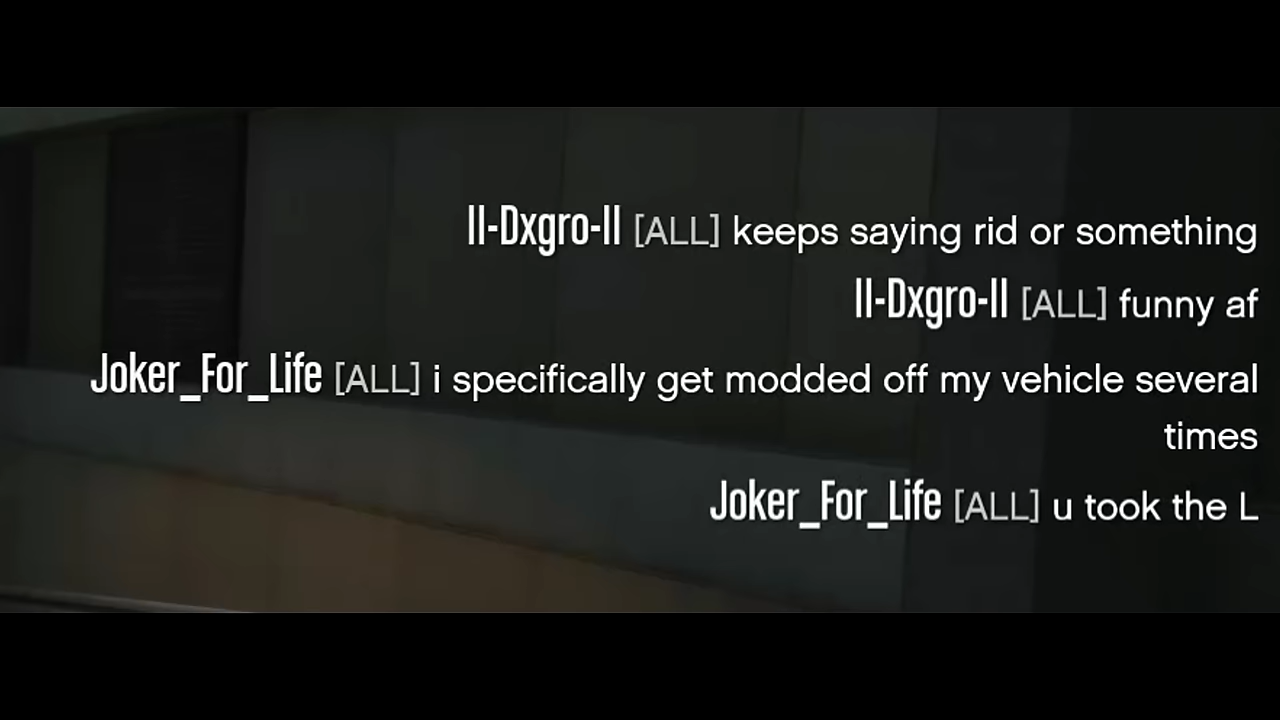 II-Dxgro-II [ALL] keeps saying rid or something
II-Dxgro-II [ALL] funny af
Joker_For_Life [ALL] i specifically get modded off my vehicle several
times
Joker_For_Life [ALL] u took the L